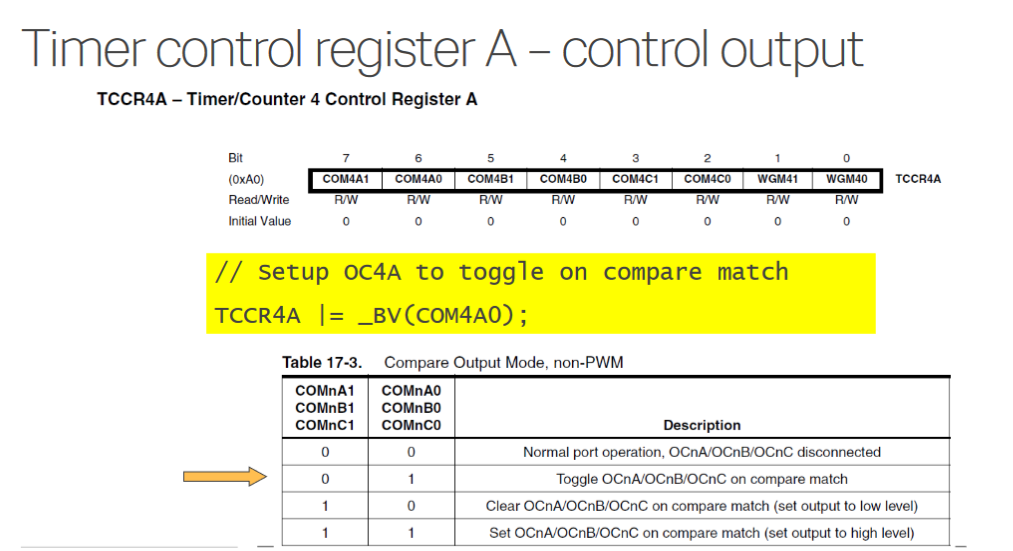 Timer control register A – control output
TCCR4A – Timer/Counter 4 Control Register A
Bit 7 6 5 4 3 2 1 0
(0xA0) COM4A1 COM4A0 COM4B1 COM4B0 COM4C1 COM4C0 WGM41 WGM40 TCCR4A
Read/Write R/W R/W R/W R/W R/W R/W R/W R/W
Initial Value 0 0 0 0 0 0 0 0
// Setup OC4A to toggle on compare match
TCCR4A |= _BV(COM4A0);
Table 17-3. Compare Output Mode, non-PWM
COMnA1 COMnA0
COMnB1 COMnB0
COMnC1 COMnC0 Description
0 0 Normal port operation, OCnA/OCnB/OCnC disconnected
0 1 Toggle OCnA/OCnB/OCnC on compare match
1 0 Clear OCnA/OCnB/OCnC on compare match (set output to low level)
1 1 Set OCnA/OCnB/OCnC on compare match (set output to high level)